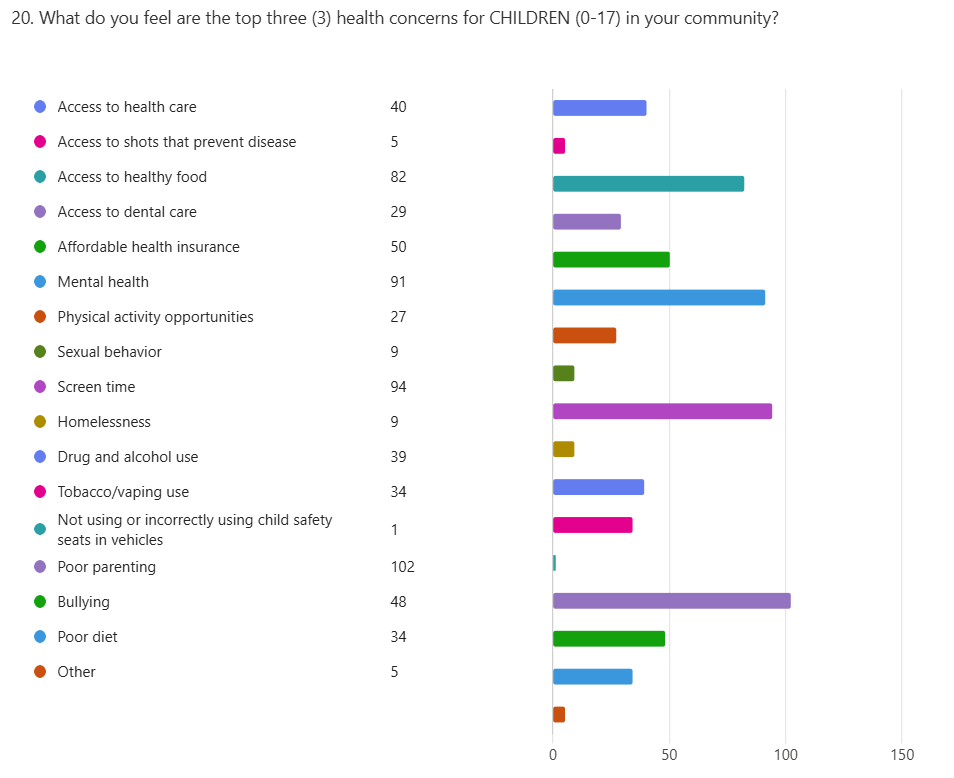 20. What do you feel are the top three (3) health concerns for CHILDREN (0-17) in your community?
Access to health care 40
Access to shots that prevent disease 5
Access to healthy food 82
Access to dental care 29
Affordable health insurance 50
Mental health 91
Physical activity opportunities 27
Sexual behavior 9
Screen time 94
Homelessness 9
Drug and alcohol use 39
Tobacco/vaping use 34
Not using or incorrectly using child safety
seats in vehicles 1
Poor parenting 102
Bullying 48
Poor diet 34
Other 5
0 50 100 150